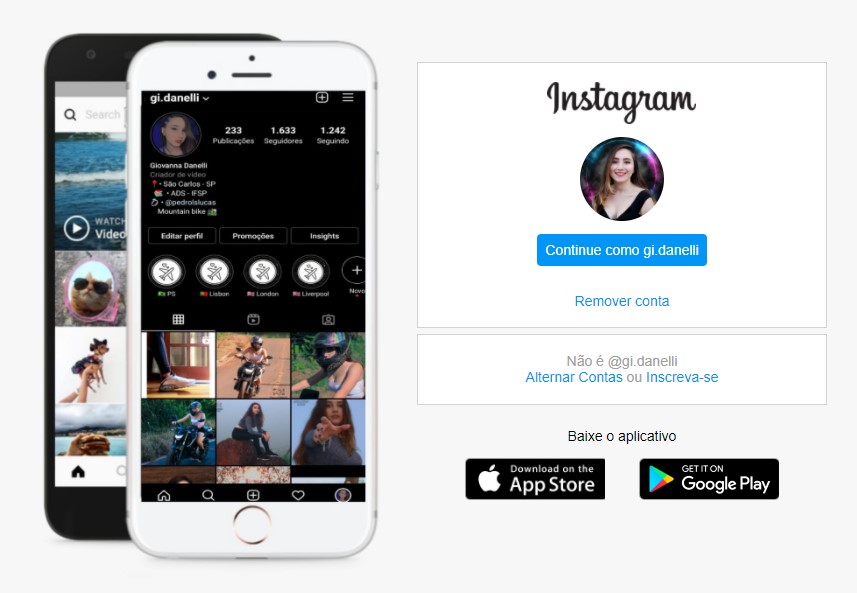 Search
WATCH
Video
gi.danelli
233
Publicações
1.633
Seguidores
1.242
Seguindo
Giovanna Danelli
Criador de vídeo
📍• São Carlos - SP
• ADS - IFSP
💍 • @pedrolslucas
Mountain bike
Editar perfil
Promoções
Insights
🇧🇷 PS
🇵🇹 Lisbon
London
Liverpool
Novo
Instagram
Continue como gi.danelli
Remover conta
Não é @gi.danelli
Alternar Contas ou Inscreva-se
Baixe o aplicativo
Download on the
App Store
GET IT ON
Google Play